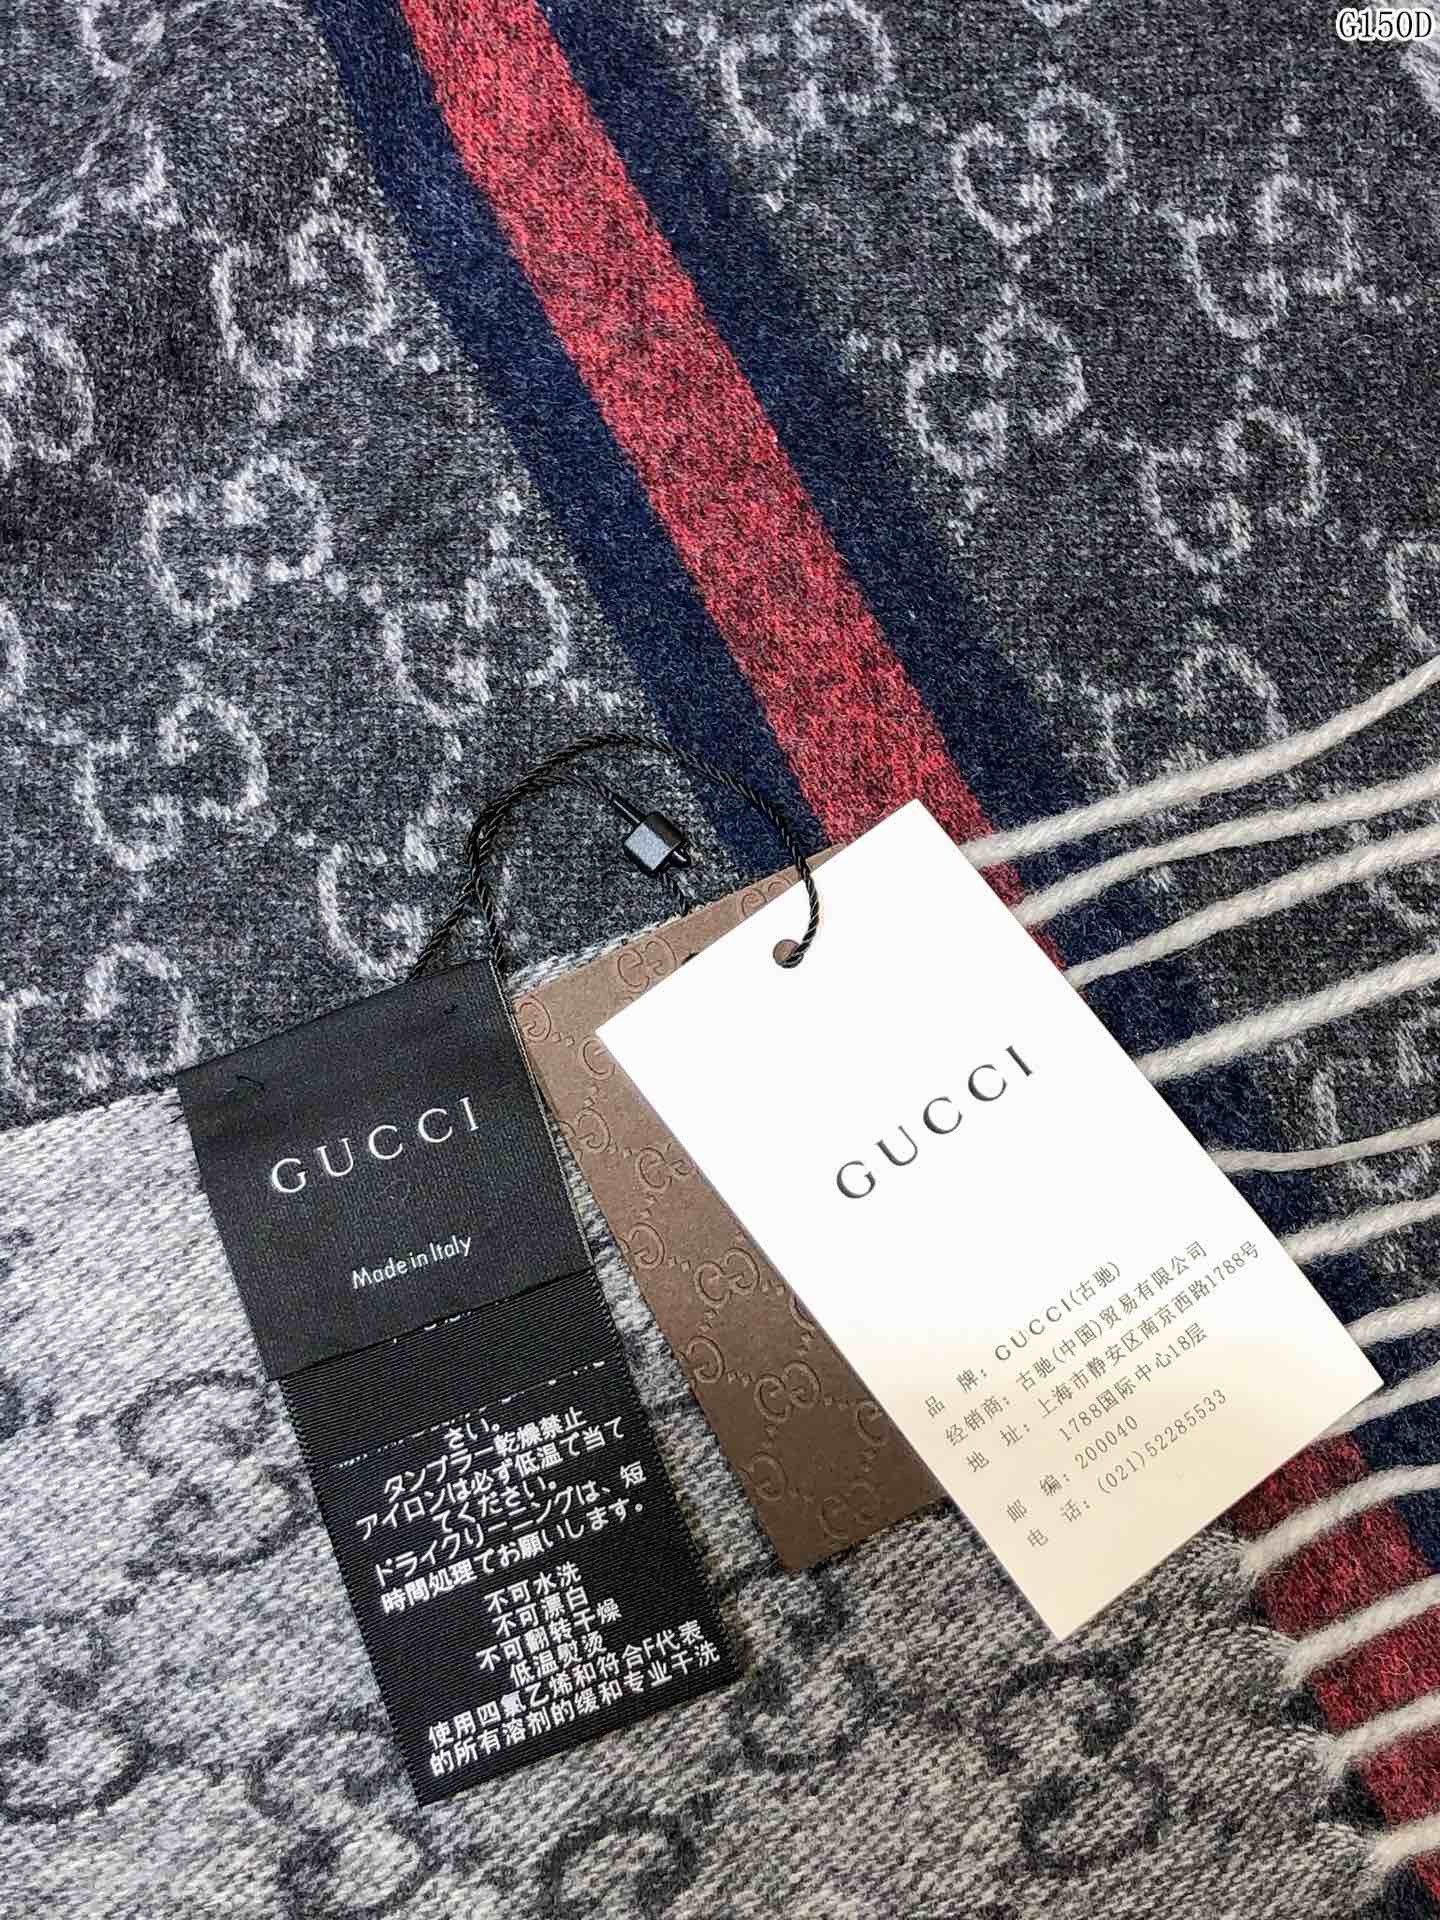 G150D
GUCCI
Made in Italy
さい。
タンブラー乾燥禁止
アイロンは必ず低温で当て
てください。
ドライクリーニングは、短
時間処理でお願いします。
不可水洗
不可漂白
不可翻转干燥
低温熨烫
使用四氯乙烯和符合F代表
的所有溶剂的缓和专业干洗
GUCCI
品 牌: GUCCI(古驰)
经销商: 古驰(中国)贸易有限公司
地 址: 上海市静安区南京西路1788号
1788国际中心18层
邮 编: 200040
电 话: (021)52285533